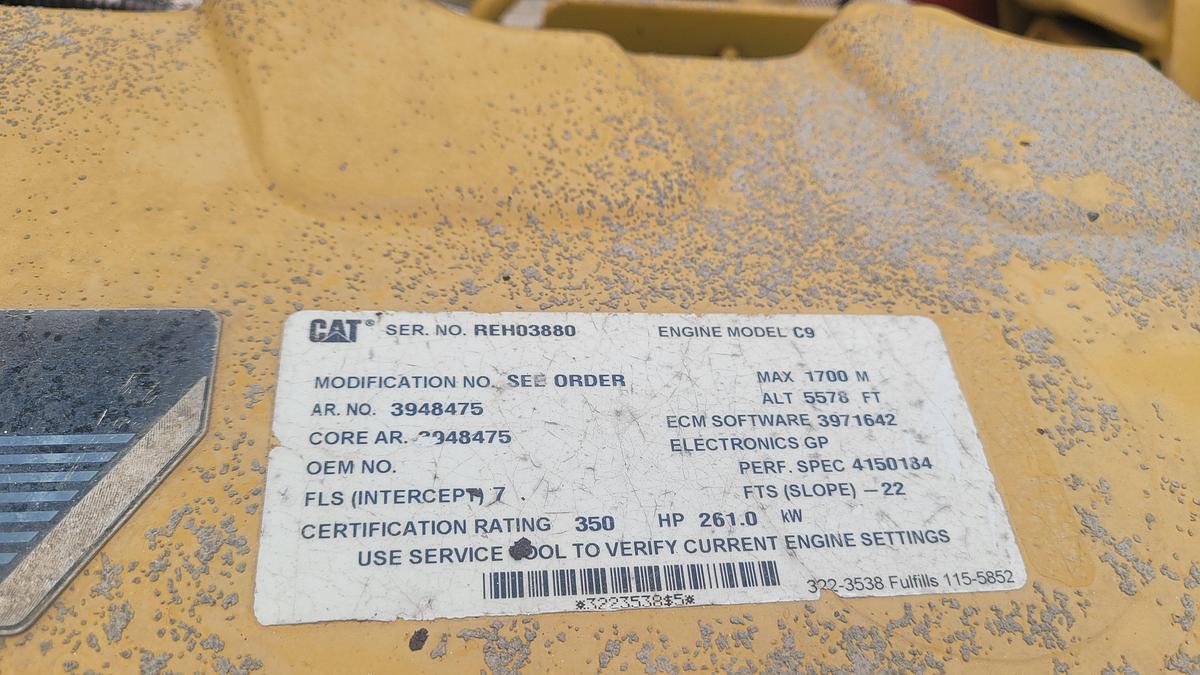 CAT® SER. NO. REH03880 ENGINE MODEL C9
MODIFICATION NO. SEE ORDER MAX 1700 M
ALT 5578 FT
AR. NO. 3948475
ECM SOFTWARE 3971642
CORE AR. 3948475 ELECTRONICS GP
OEM NO. PERF. SPEC 4150184
FLS (INTERCEPT) 7 FTS (SLOPE) -22
CERTIFICATION RATING 350 HP 261.0 kW
USE SERVICE TOOL TO VERIFY CURRENT ENGINE SETTINGS
322-3538 Fulfills 115-5852
*3223538$5*